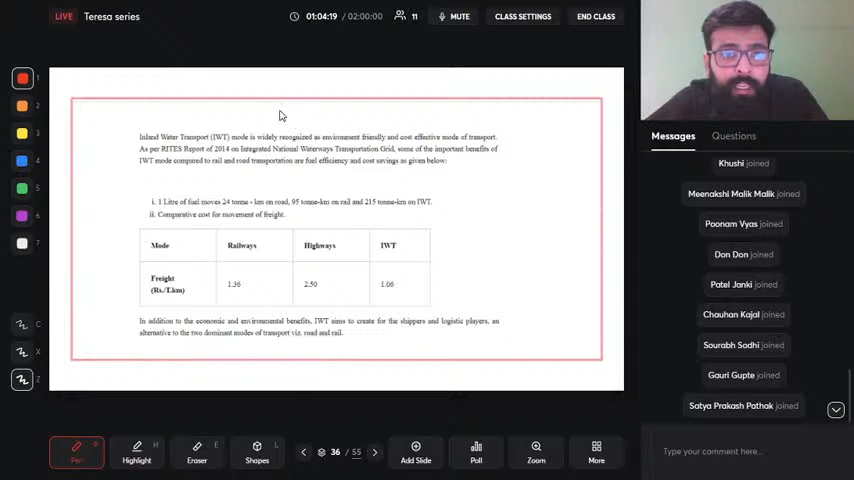 LIVE
Teresa series
01:04:19 / 02:00:00
11
MUTE
CLASS SETTINGS
END CLASS
1
2
3
4
5
6
7
C
X
Z
Inland Water Transport (IWT) mode is widely recognized as environment friendly and cost effective mode of transport.
As per RITES Report of 2014 on Integrated National Waterways Transportation Grid, some of the important benefits of
IWT mode compared to rail and road transportation are fuel efficiency and cost savings as given below:
i. 1 Litre of fuel moves 24 tonne - km on road, 95 tonne-km on rail and 215 tonne-km on IWT.
ii. Comparative cost for movement of freight.
Mode Railways Highways IWT
Freight
(Rs./T.km) 1.36 2.50 1.06
In addition to the economic and environmental benefits, IWT aims to create for the shippers and logistic players, an
alternative to the two dominant modes of transport viz. road and rail.
Messages Questions
Khushi joined
Meenakshi Malik Malik joined
Poonam Vyas joined
Don Don joined
Patel Janki joined
Chauhan Kajal joined
Sourabh Sodhi joined
Gauri Gupte joined
Satya Prakash Pathak joined
Type your comment here...
Pen
H
Highlight
E
Eraser
L
Shapes
36 / 55
Add Slide
Poll
Zoom
More